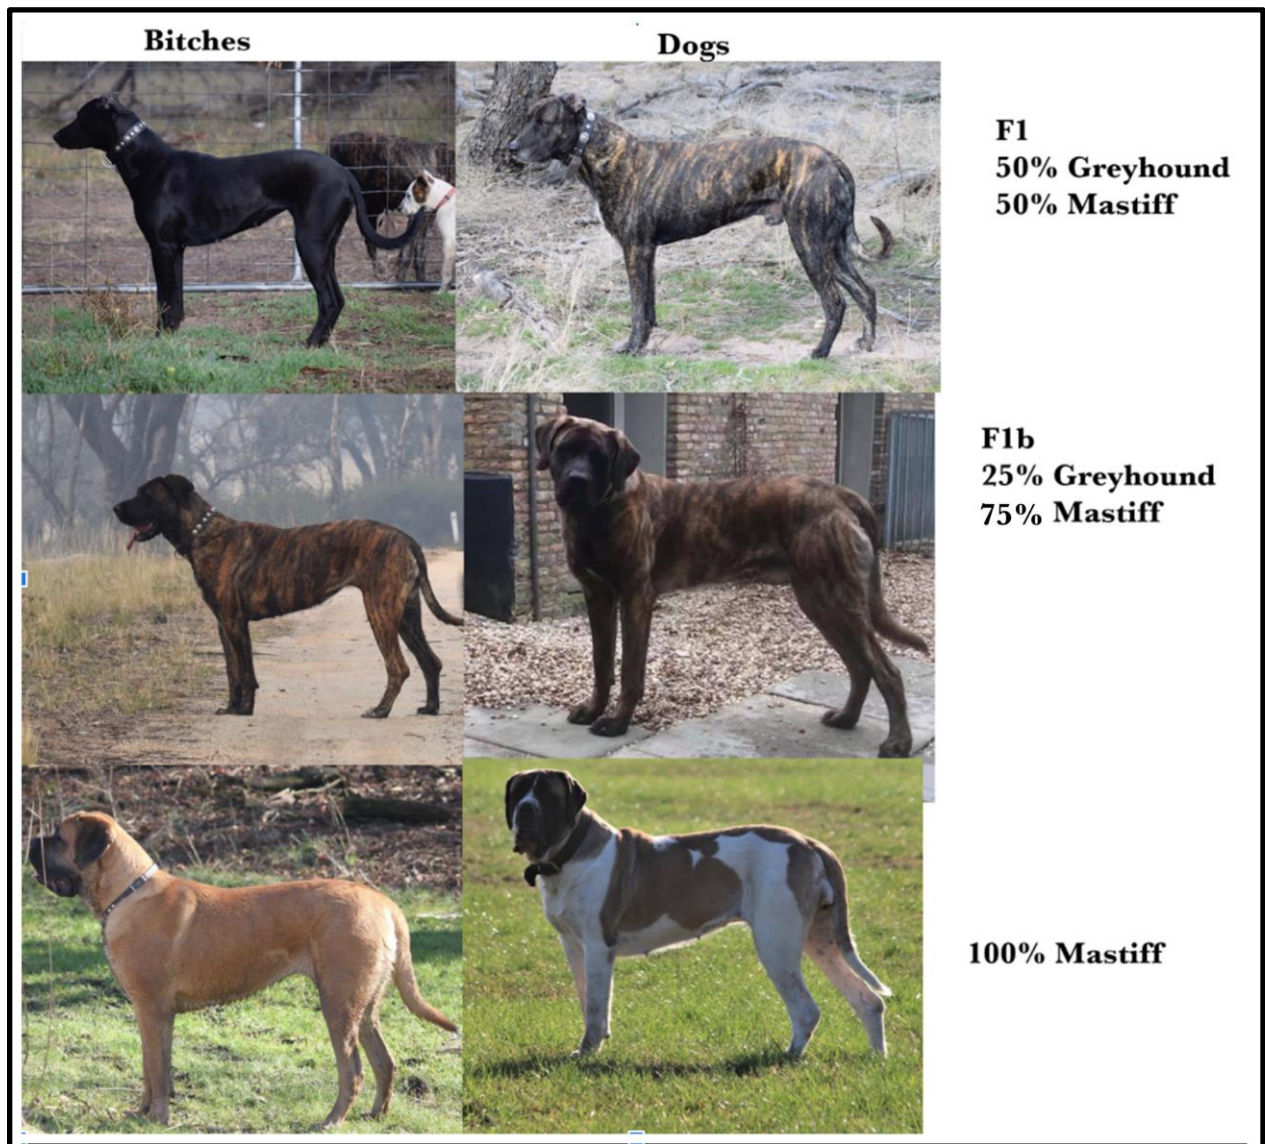 Bitches
Dogs
F1
50% Greyhound
50% Mastiff
F1b
25% Greyhound
75% Mastiff
100% Mastiff